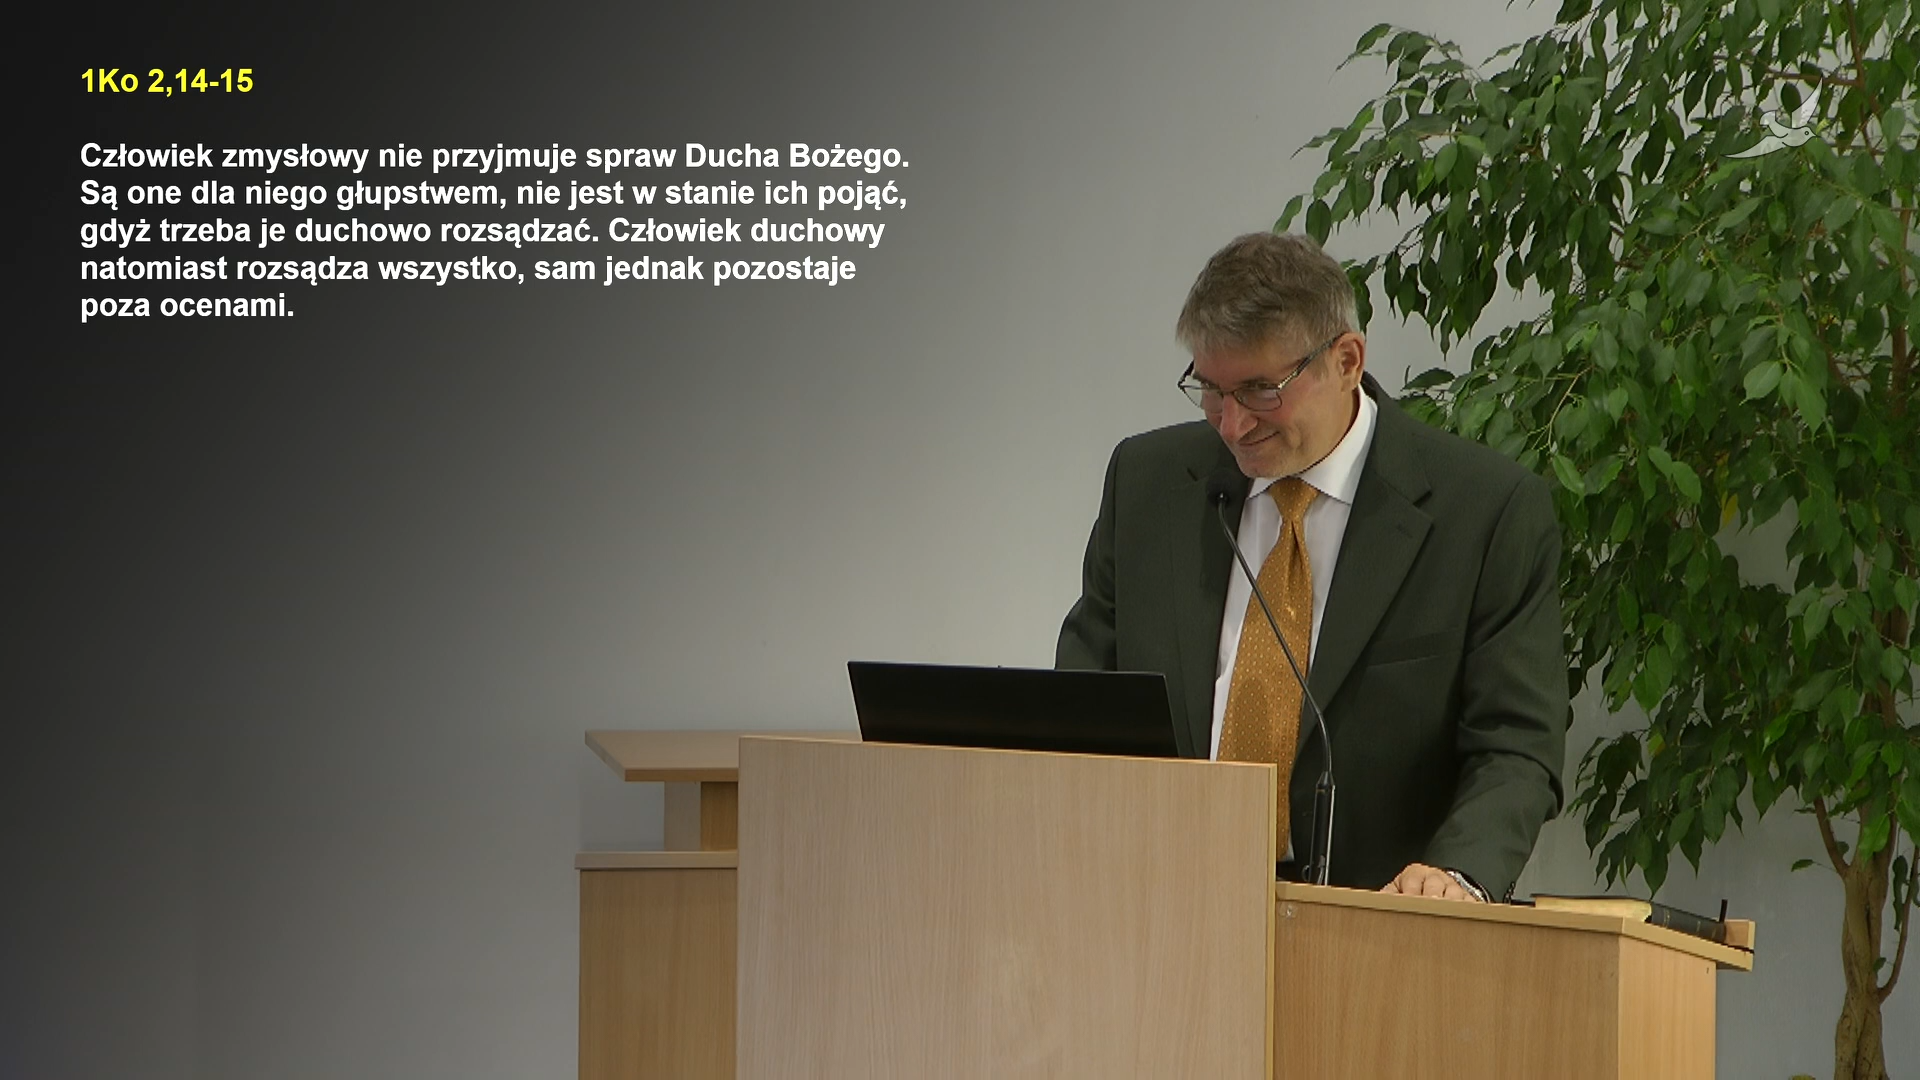 1Ko 2,14-15
Człowiek zmysłowy nie przyjmuje spraw Ducha Bożego.
Są one dla niego głupstwem, nie jest w stanie ich pojąć,
gdyż trzeba je duchowo rozsądzać. Człowiek duchowy
natomiast rozsądza wszystko, sam jednak pozostaje
poza ocenami.